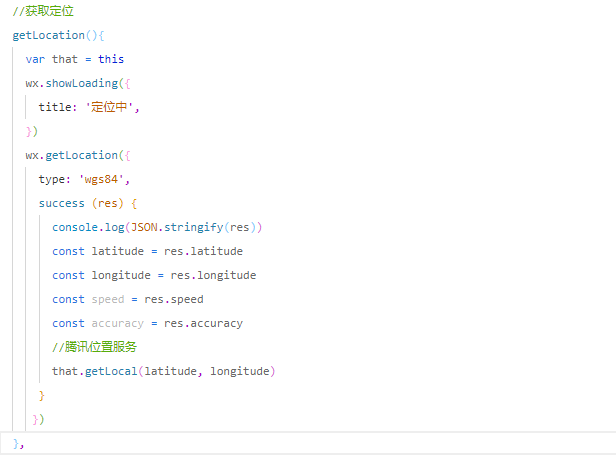 //获取定位
getLocation(){
var that = this
wx.showLoading({
title: '定位中',
})
wx.getLocation({
type: 'wgs84',
success (res) {
console.log(JSON.stringify(res))
const latitude = res.latitude
const longitude = res.longitude
const speed = res.speed
const accuracy = res.accuracy
//腾讯位置服务
that.getLocal(latitude, longitude)
}
})
},